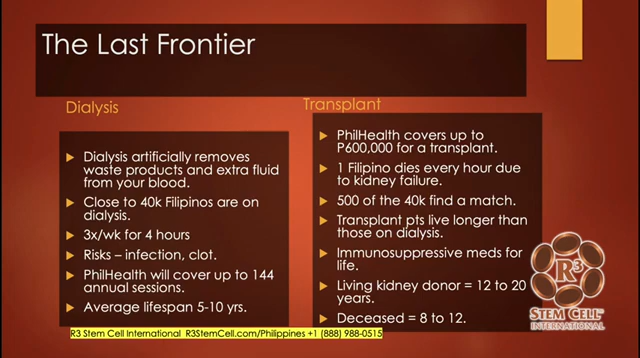 The Last Frontier
Dialysis
Dialysis artificially removes
waste products and extra fluid
from your blood.
Close to 40k Filipinos are on
dialysis.
3x/wk for 4 hours
Risks – infection, clot.
PhilHealth will cover up to 144
annual sessions.
Average lifespan 5-10 yrs.
Transplant
PhilHealth covers up to
P600,000 for a transplant.
1 Filipino dies every hour due
to kidney failure.
500 of the 40k find a match.
Transplant pts live longer than
those on dialysis.
Immunosuppressive meds for
life.
Living kidney donor = 12 to 20
years.
Deceased = 8 to 12.
R3
STEM CELL
INTERNATIONAL
R3 Stem Cell International R3StemCell.com/Philippines +1 (888) 988-0515